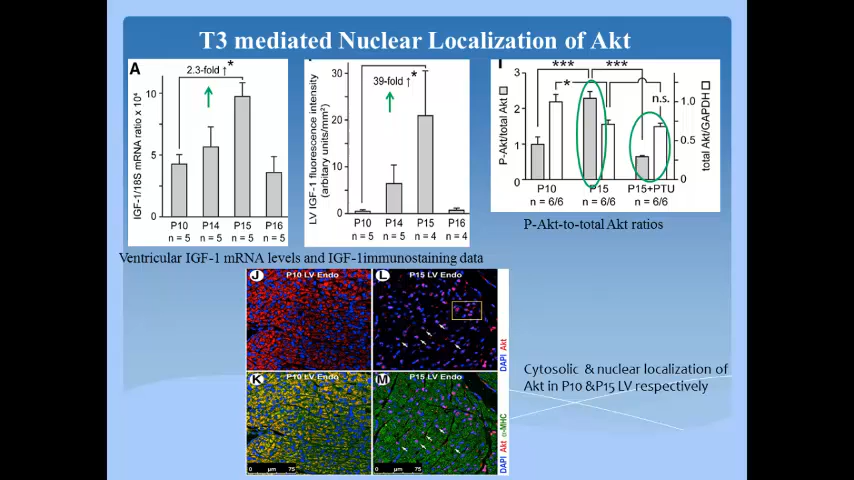 T3 mediated Nuclear Localization of Akt
A
2.3-fold ↑ *
IGF-1/18S mRNA ratio x 10⁴
10
5
0
P10 P14 P15 P16
n = 5 n = 5 n = 5 n = 5
39-fold ↑ *
LV IGF-1 fluorescence intensity
(arbitary units/mm²)
30
20
10
0
P10 P14 P15 P16
n = 5 n = 5 n = 4 n = 4
I
*** ***
*
n.s.
P-Akt/total Akt
3
2
1
0
total Akt/GAPDH
1.0
0.5
0
P10 P15 P15+PTU
n = 6/6 n = 6/6 n = 6/6
P-Akt-to-total Akt ratios
Ventricular IGF-1 mRNA levels and IGF-1immunostaining data
J P10 LV Endo
L P15 LV Endo
DAPI Akt
K P10 LV Endo
M P15 LV Endo
DAPI Akt α-MHC
0 µm 75
0 µm 75
Cytosolic & nuclear localization of
Akt in P10 &P15 LV respectively